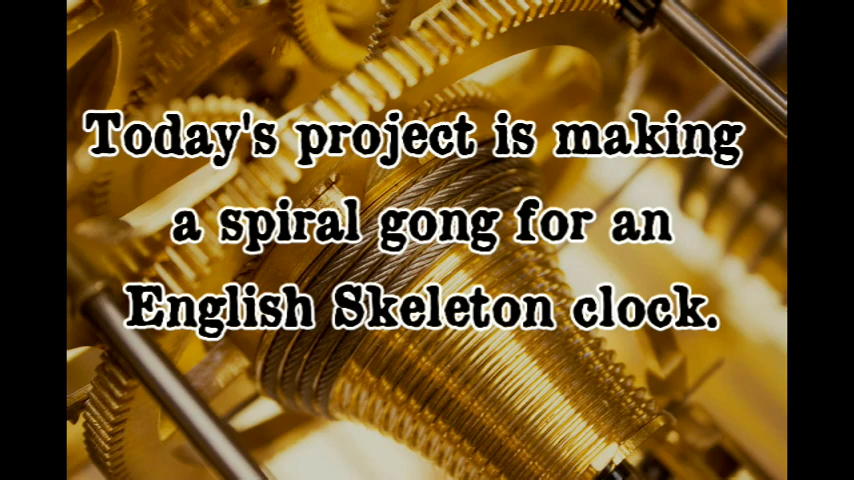 Today's project is making
a spiral gong for an
English Skeleton clock.